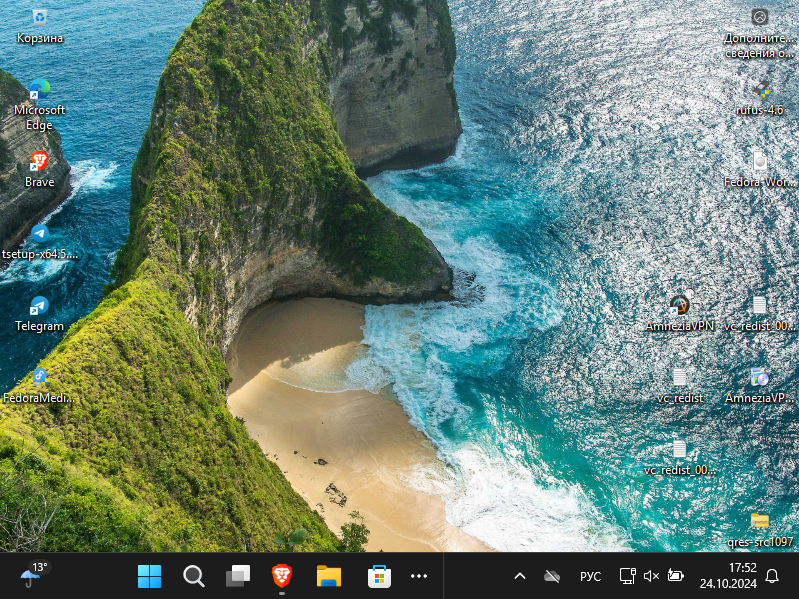 Корзина
Microsoft
Edge
Brave
tsetup-x64.5....
Telegram
FedoraMedi...
Дополните...
сведения о...
rufus-4.6
Fedora-Wor...
AmneziaVPN
vc_redist_00...
vc_redist
AmneziaVP...
vc_redist_00...
qres-src1097
13°
РУС
17:52
24.10.2024